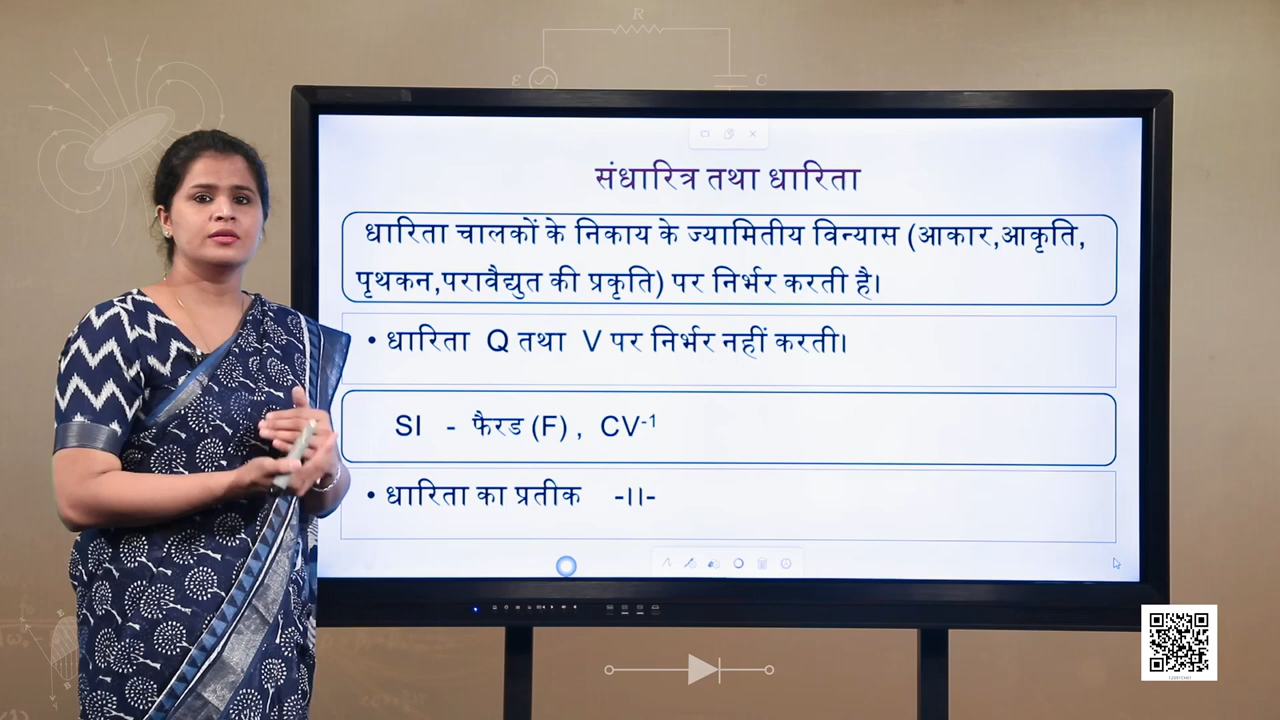 R
ε
C
संधारित्र तथा धारिता
धारिता चालकों के निकाय के ज्यामितीय विन्यास (आकार,आकृति,
पृथकन,परावैद्युत की प्रकृति) पर निर्भर करती है।
• धारिता Q तथा V पर निर्भर नहीं करती।
SI - फैरड (F) , CV-1
• धारिता का प्रतीक -।।-